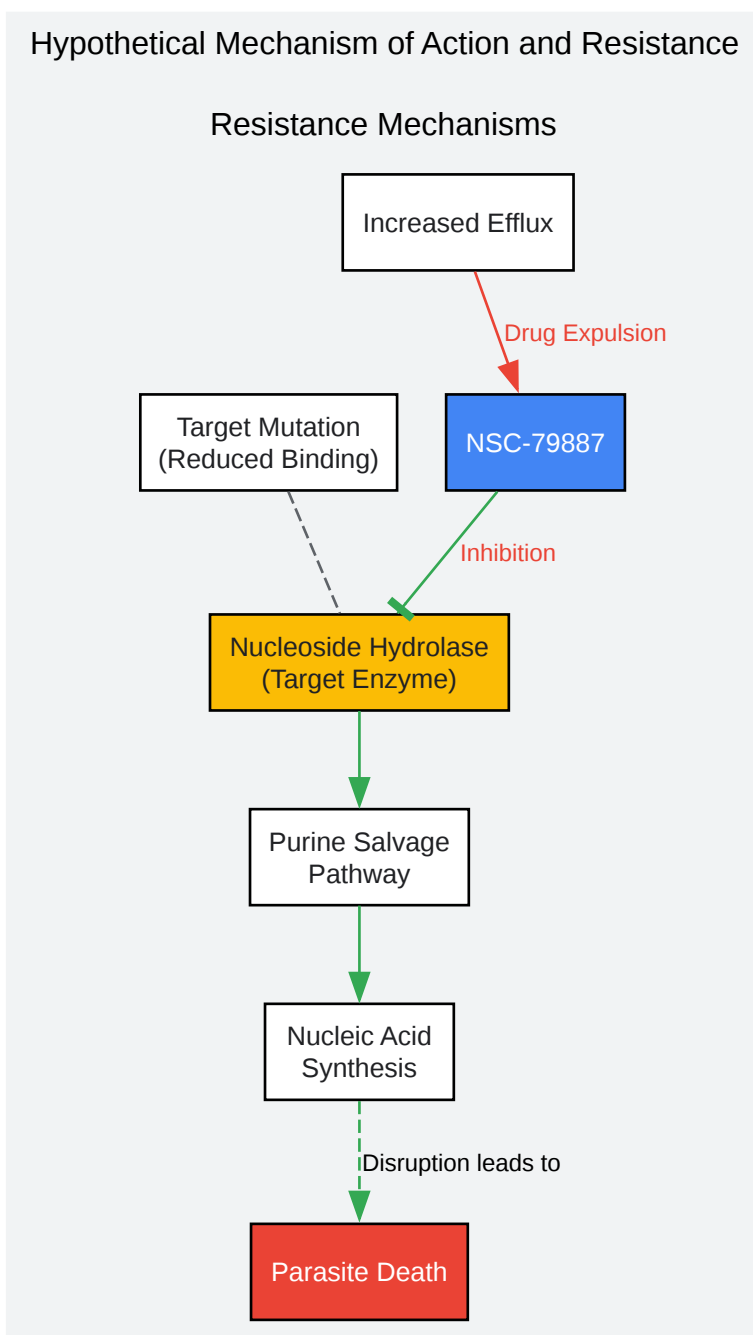 Hypothetical Mechanism of Action and Resistance
Resistance Mechanisms
Increased Efflux
Drug Expulsion
Target Mutation
(Reduced Binding)
NSC-79887
Inhibition
Nucleoside Hydrolase
(Target Enzyme)
Purine Salvage
Pathway
Nucleic Acid
Synthesis
Disruption leads to
Parasite Death